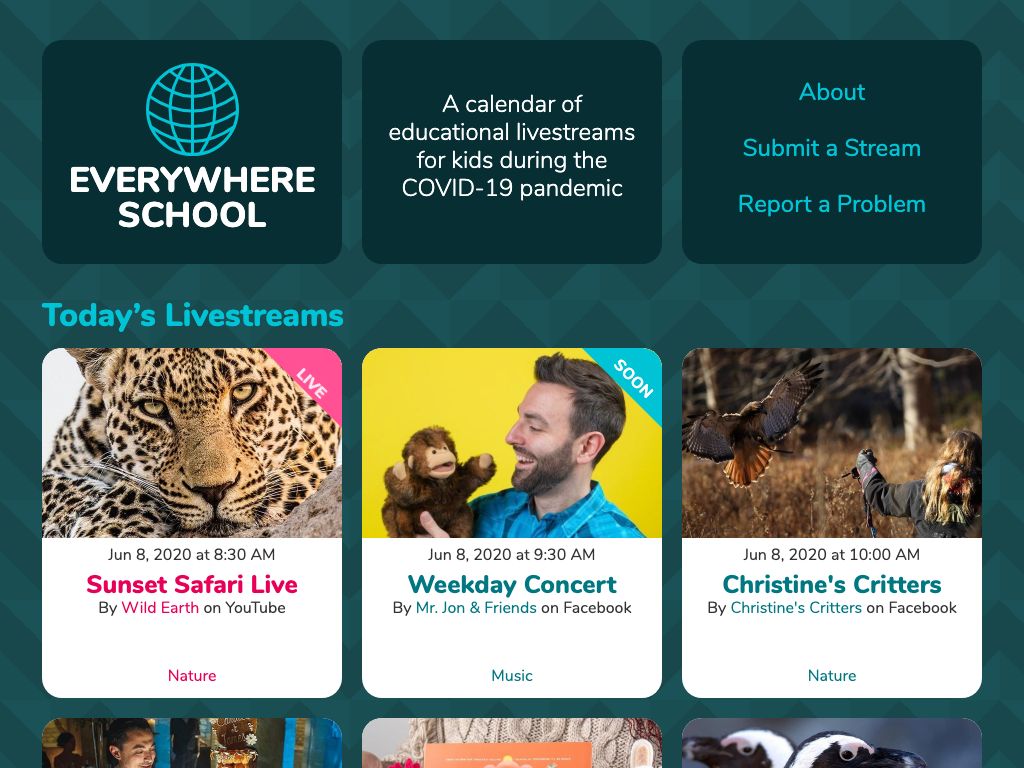 EVERYWHERE
SCHOOL
A calendar of
educational livestreams
for kids during the
COVID-19 pandemic
About
Submit a Stream
Report a Problem
Today’s Livestreams
LIVE
SOON
Jun 8, 2020 at 8:30 AM
Sunset Safari Live
By Wild Earth on YouTube
Nature
Jun 8, 2020 at 9:30 AM
Weekday Concert
By Mr. Jon & Friends on Facebook
Music
Jun 8, 2020 at 10:00 AM
Christine's Critters
By Christine's Critters on Facebook
Nature